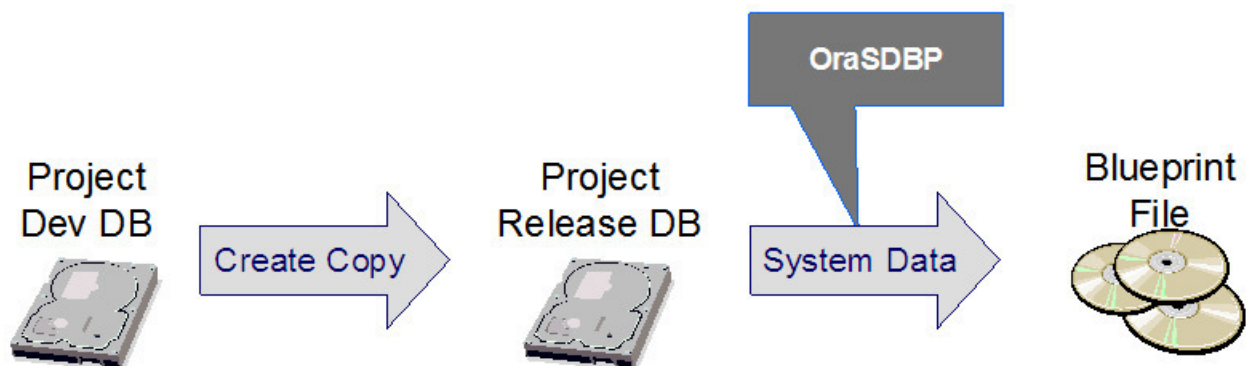 OraSDBP
Project
Dev DB
Create Copy
Project
Release DB
System Data
Blueprint
File